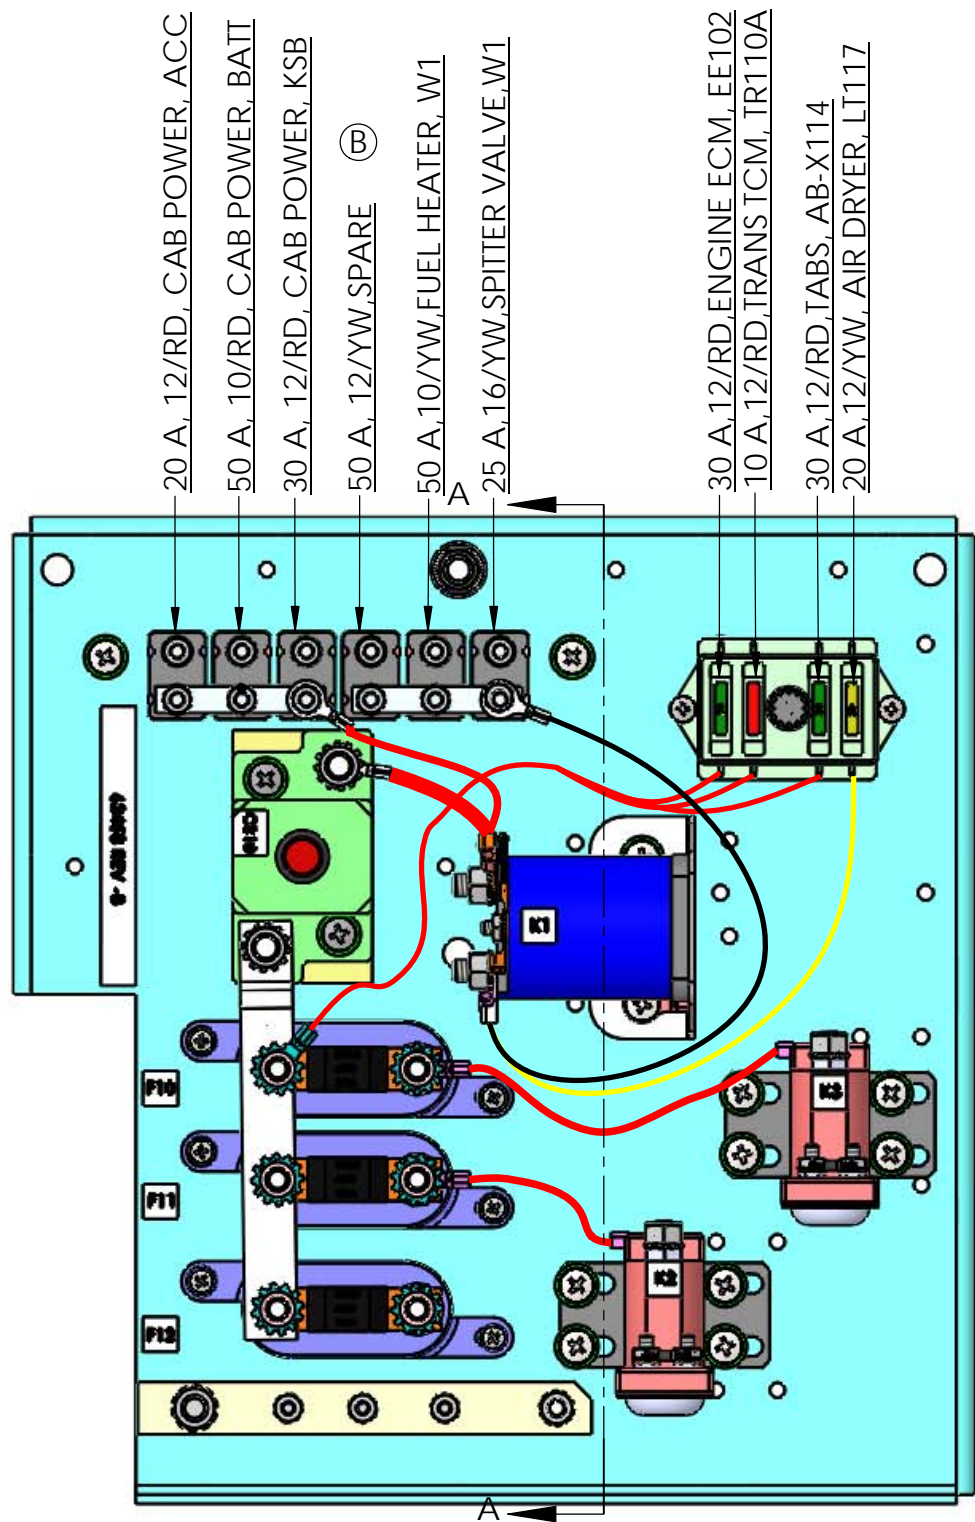 20 A, 12/RD, CAB POWER, ACC
50 A, 10/RD, CAB POWER, BATT
30 A, 12/RD, CAB POWER, KSB
50 A, 12/YW,SPARE
B
50 A,10/YW,FUEL HEATER, W1
25 A,16/YW,SPITTER VALVE,W1
30 A,12/RD,ENGINE ECM, EE102
10 A,12/RD,TRANS TCM, TR110A
30 A,12/RD,TABS, AB-X114
20 A,12/YW, AIR DRYER, LT117
A
K1
K3
F10
F11
K2
F12
A